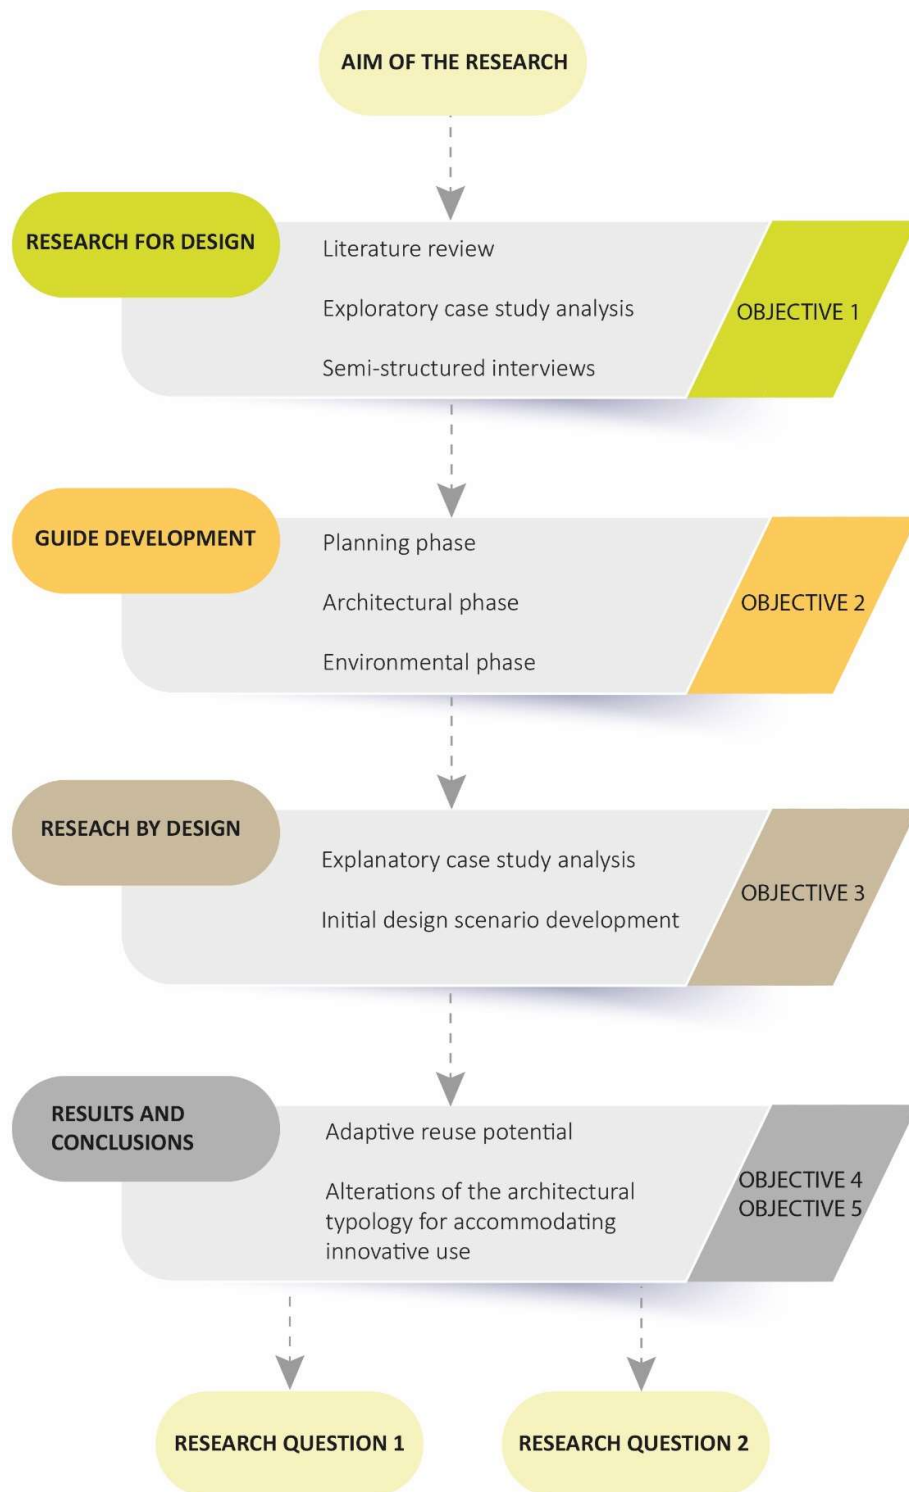 AIM OF THE RESEARCH
RESEARCH FOR DESIGN
Literature review
Exploratory case study analysis
Semi-structured interviews
OBJECTIVE 1
GUIDE DEVELOPMENT
Planning phase
Architectural phase
Environmental phase
OBJECTIVE 2
RESEACH BY DESIGN
Explanatory case study analysis
Initial design scenario development
OBJECTIVE 3
RESULTS AND
CONCLUSIONS
Adaptive reuse potential
Alterations of the architectural
typology for accommodating
innovative use
OBJECTIVE 4
OBJECTIVE 5
RESEARCH QUESTION 1
RESEARCH QUESTION 2